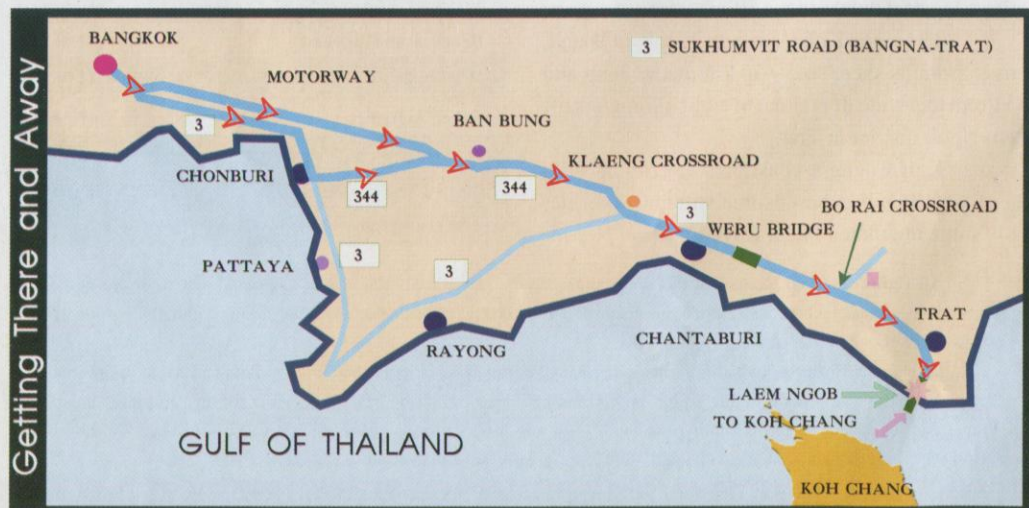 Getting There and Away
BANGKOK
3 SUKHUMVIT ROAD (BANGNA-TRAT)
MOTORWAY
3
BAN BUNG
CHONBURI
344
344
KLAENG CROSSROAD
3
WERU BRIDGE
BO RAI CROSSROAD
PATTAYA
3
3
RAYONG
CHANTABURI
TRAT
LAEM NGOB
TO KOH CHANG
GULF OF THAILAND
KOH CHANG